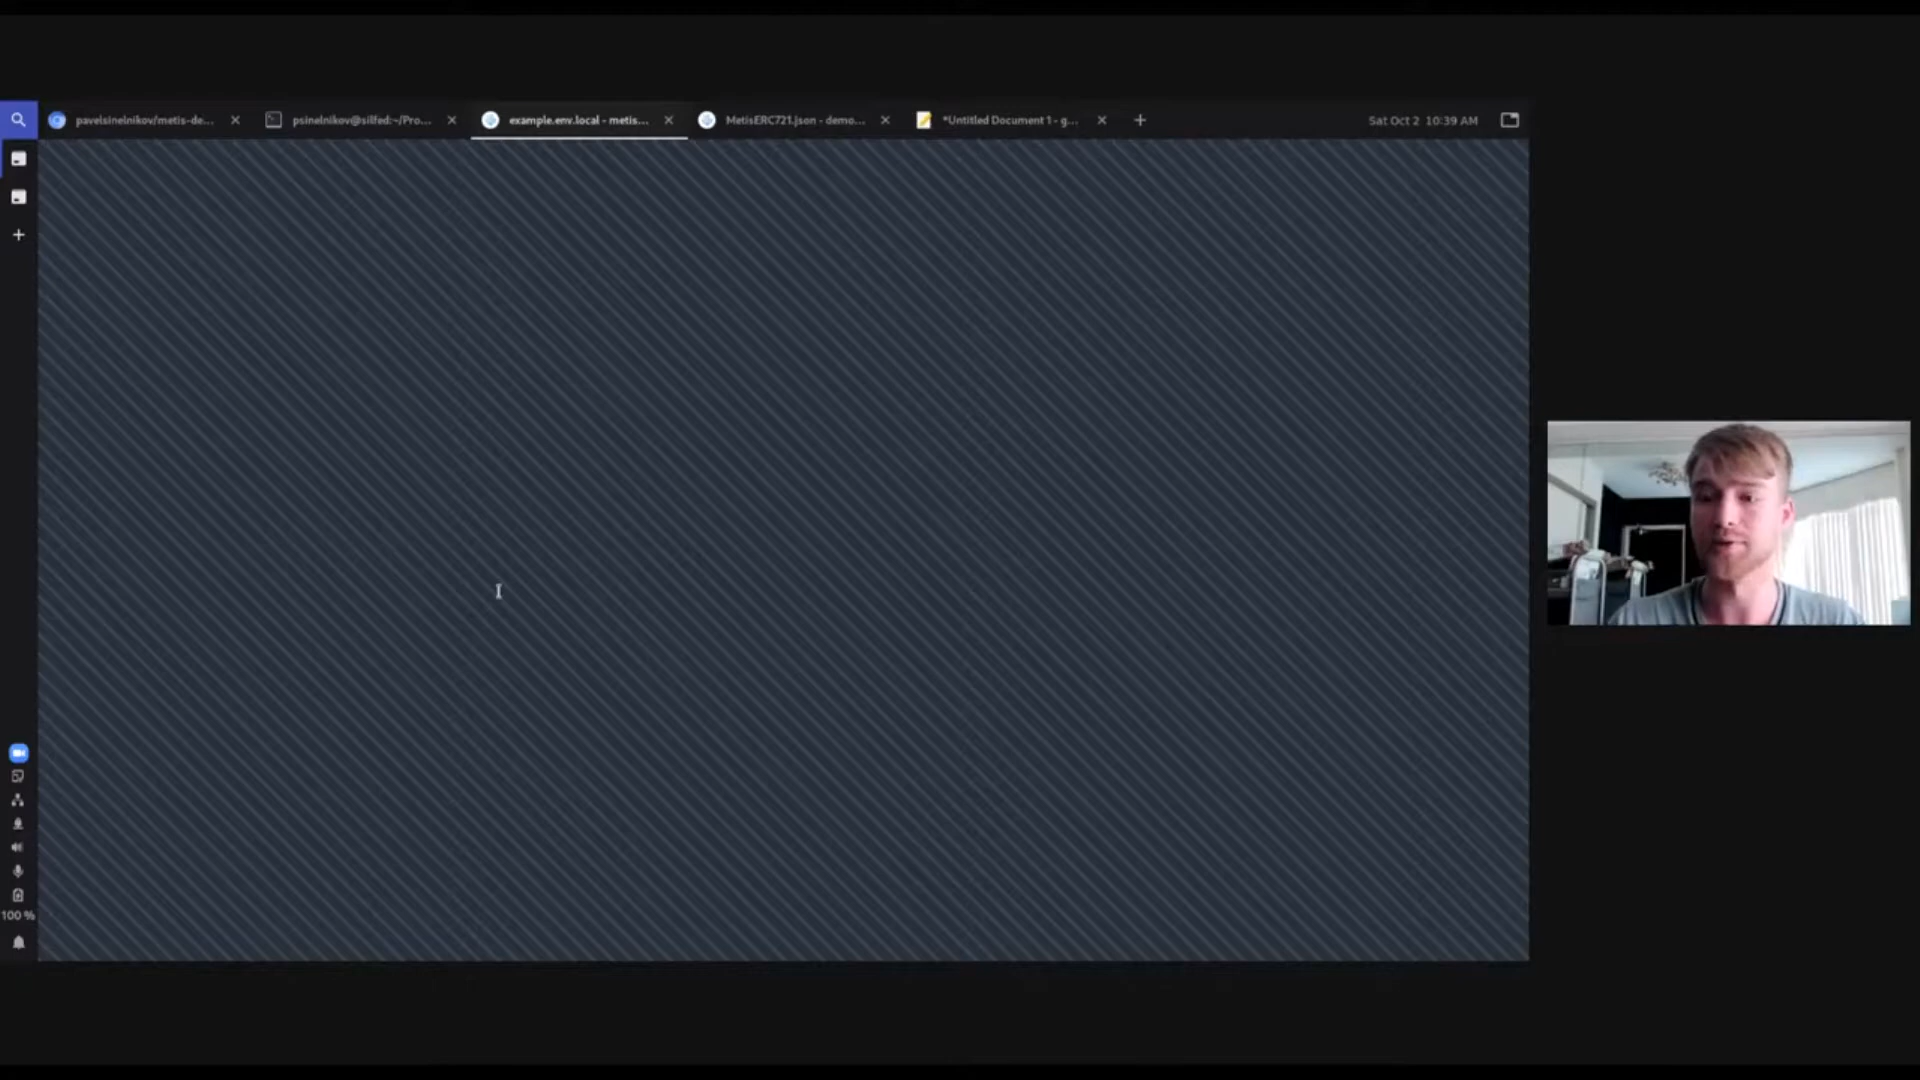 pavelsinelnikov/metis-de...
psinelnikov@silfed:~/Pro...
example.env.local - metis...
MetisERC721.json - demo...
*Untitled Document 1 - g...
Sat Oct 2 10:39 AM
100 %